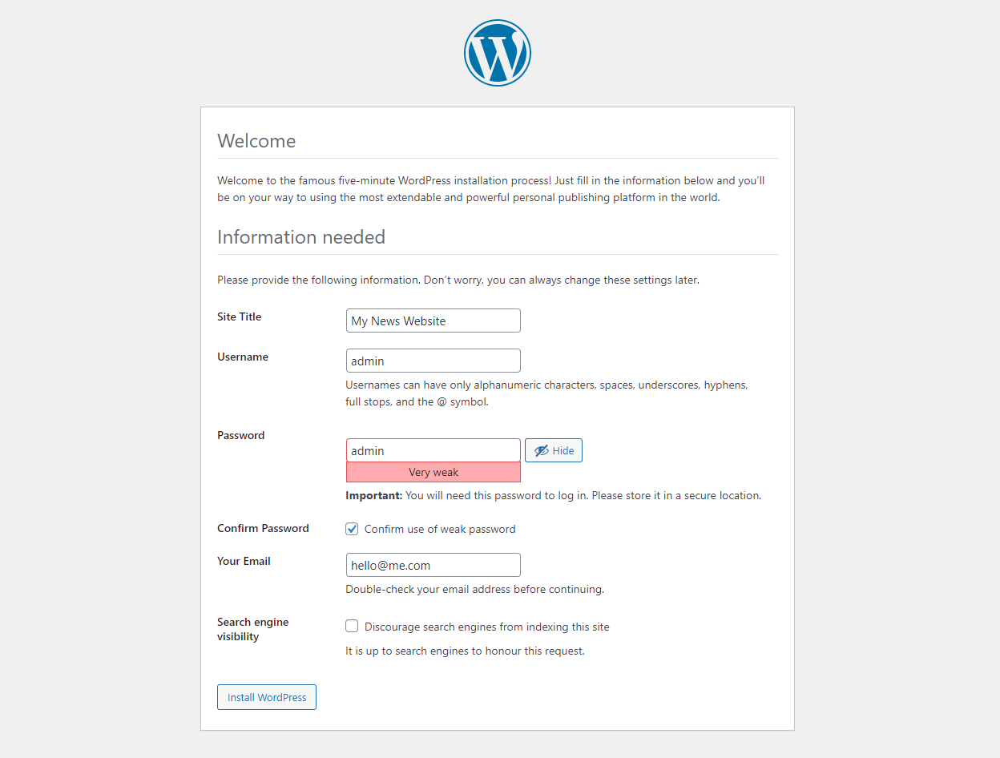 Welcome
Welcome to the famous five-minute WordPress installation process! Just fill in the information below and you’ll
be on your way to using the most extendable and powerful personal publishing platform in the world.
Information needed
Please provide the following information. Don’t worry, you can always change these settings later.
Site Title
My News Website
Username
admin
Usernames can have only alphanumeric characters, spaces, underscores, hyphens,
full stops, and the @ symbol.
Password
admin
Hide
Very weak
Important: You will need this password to log in. Please store it in a secure location.
Confirm Password
Confirm use of weak password
Your Email
hello@me.com
Double-check your email address before continuing.
Search engine
visibility
Discourage search engines from indexing this site
It is up to search engines to honour this request.
Install WordPress